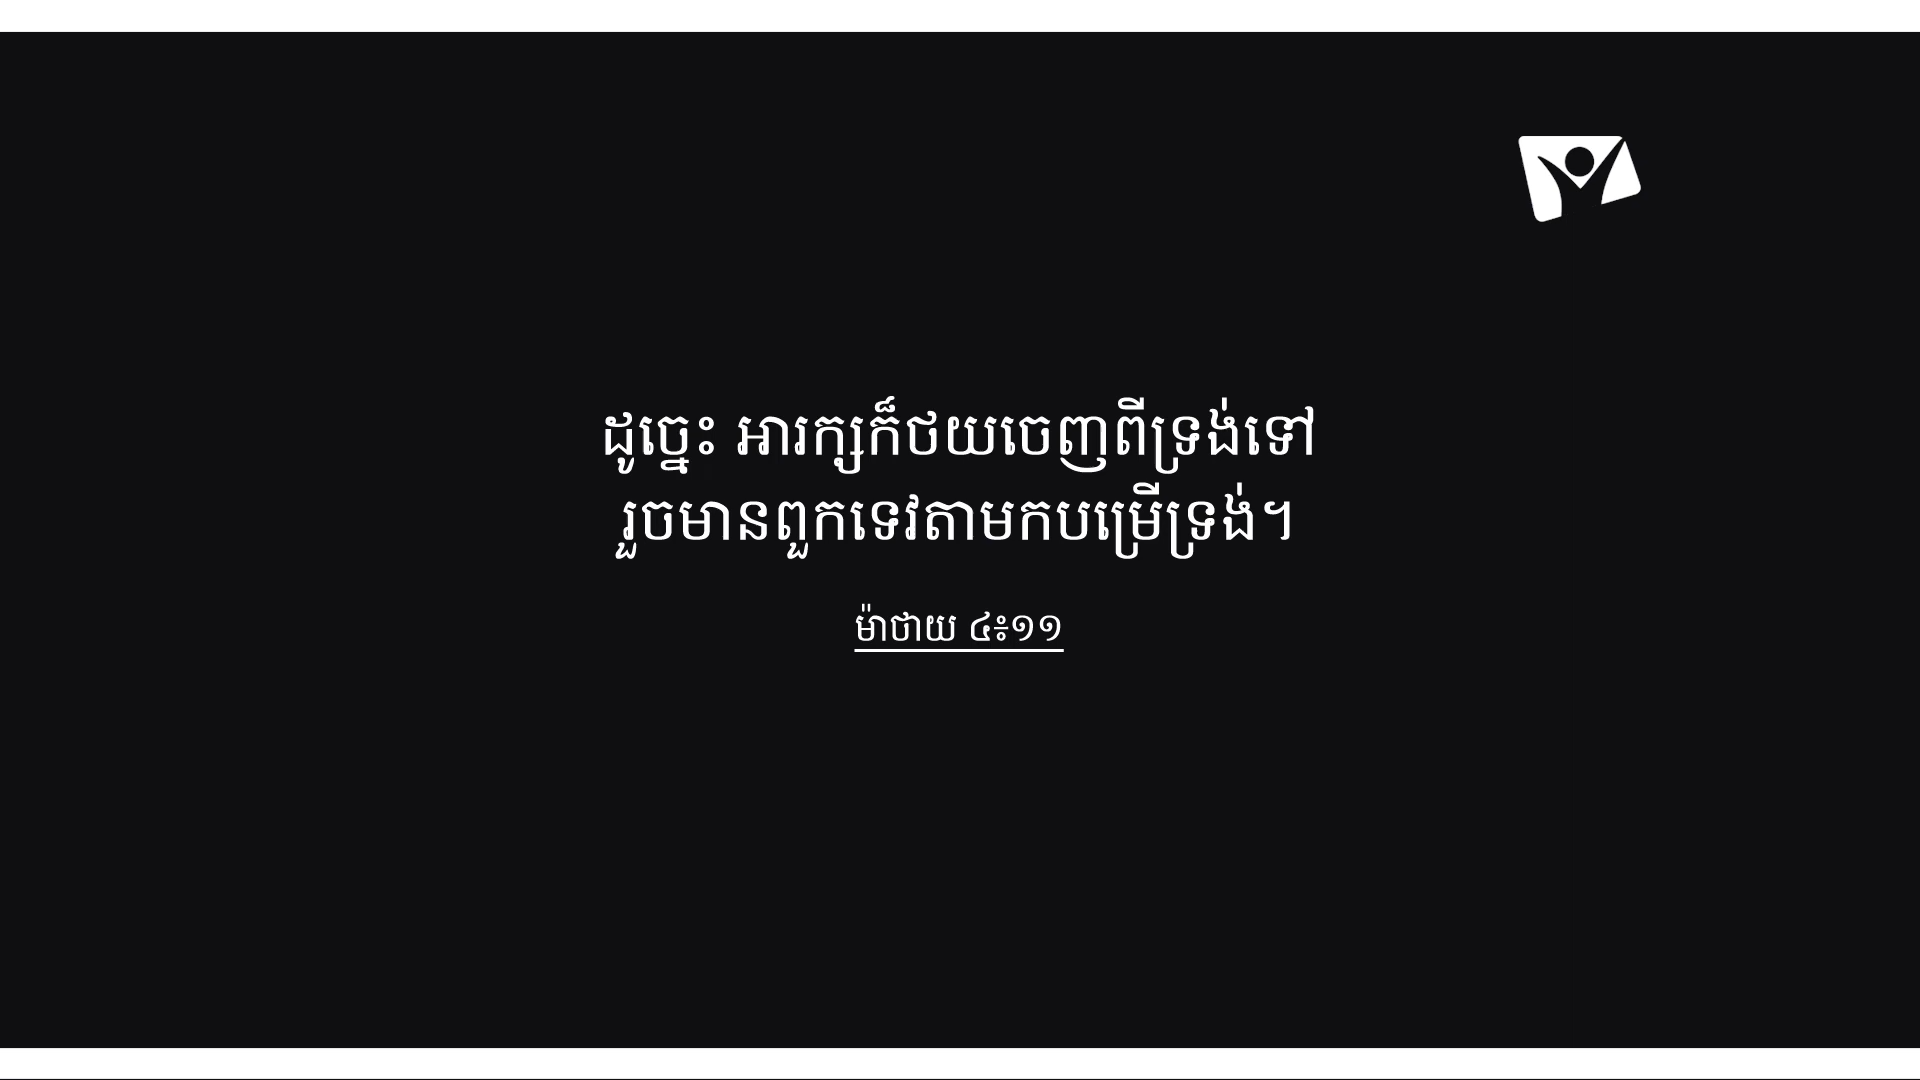 ដូច្នេះ អារក្សក៏ថយចេញពីទ្រង់ទៅ
រួចមានពួកទេវតាមកបម្រើទ្រង់។
ម៉ាថាយ ៤៖១១